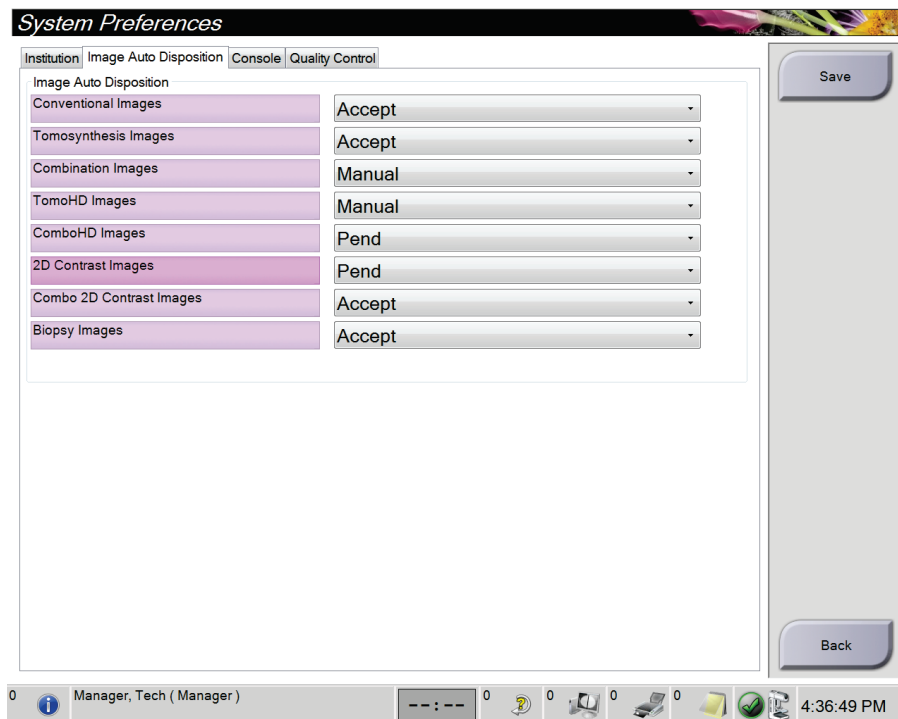 System Preferences
Institution Image Auto Disposition Console Quality Control
Save
Image Auto Disposition
Conventional Images Accept
Tomosynthesis Images Accept
Combination Images Manual
TomoHD Images Manual
ComboHD Images Pend
2D Contrast Images Pend
Combo 2D Contrast Images Accept
Biopsy Images Accept
Back
0 Manager, Tech ( Manager ) --:-- 0 0 0 0 4:36:49 PM